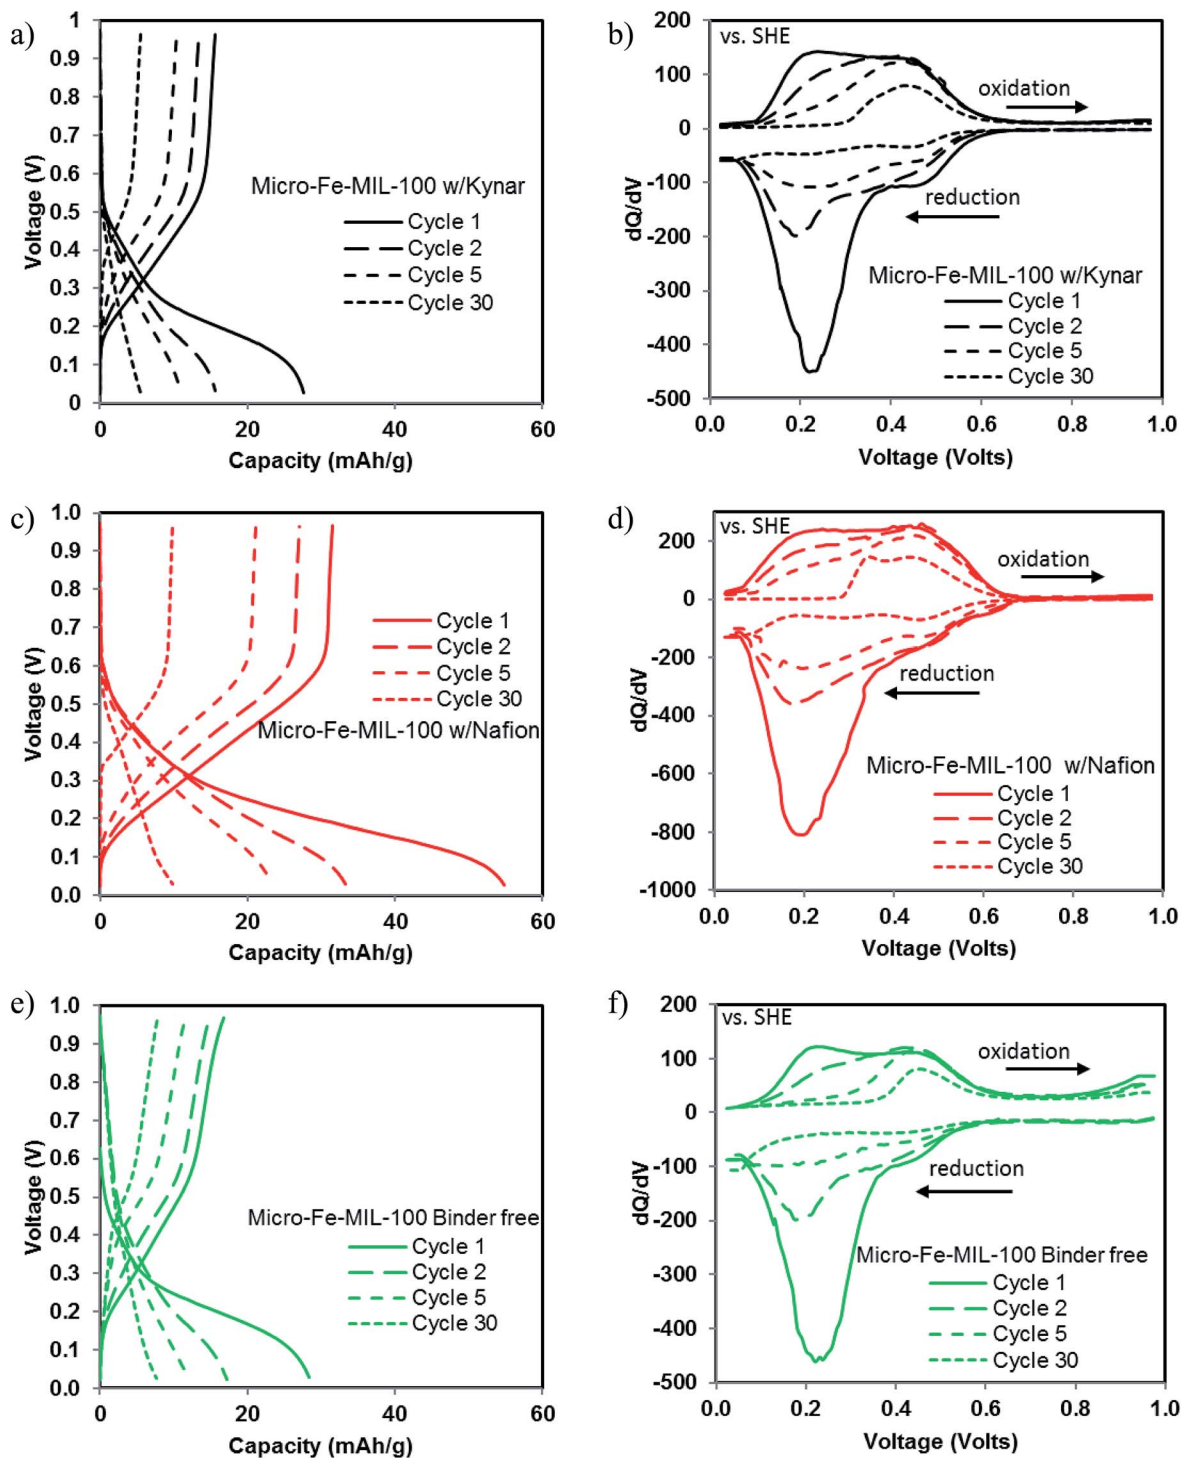 a)
1
0.9
0.8
0.7
0.6
0.5
0.4
0.3
0.2
0.1
0
Voltage (V)
Micro-Fe-MIL-100 w/Kynar
Cycle 1
Cycle 2
Cycle 5
Cycle 30
0 20 40 60
Capacity (mAh/g)
b)
200
100
0
-100
-200
-300
-400
-500
dQ/dV
vs. SHE
oxidation
reduction
Micro-Fe-MIL-100 w/Kynar
Cycle 1
Cycle 2
Cycle 5
Cycle 30
0.0 0.2 0.4 0.6 0.8 1.0
Voltage (Volts)
c)
1.0
0.9
0.8
0.7
0.6
0.5
0.4
0.3
0.2
0.1
0.0
Voltage (V)
Cycle 1
Cycle 2
Cycle 5
Cycle 30
Micro-Fe-MIL-100 w/Nafion
0 20 40 60
Capacity (mAh/g)
d)
200
0
-200
-400
-600
-800
-1000
dQ/dV
vs. SHE
oxidation
reduction
Micro-Fe-MIL-100 w/Nafion
Cycle 1
Cycle 2
Cycle 5
Cycle 30
0.0 0.2 0.4 0.6 0.8 1.0
Voltage (Volts)
e)
1.0
0.9
0.8
0.7
0.6
0.5
0.4
0.3
0.2
0.1
0.0
Voltage (V)
Micro-Fe-MIL-100 Binder free
Cycle 1
Cycle 2
Cycle 5
Cycle 30
0 20 40 60
Capacity (mAh/g)
f)
200
100
0
-100
-200
-300
-400
-500
dQ/dV
vs. SHE
oxidation
reduction
Micro-Fe-MIL-100 Binder free
Cycle 1
Cycle 2
Cycle 5
Cycle 30
0.0 0.2 0.4 0.6 0.8 1.0
Voltage (Volts)